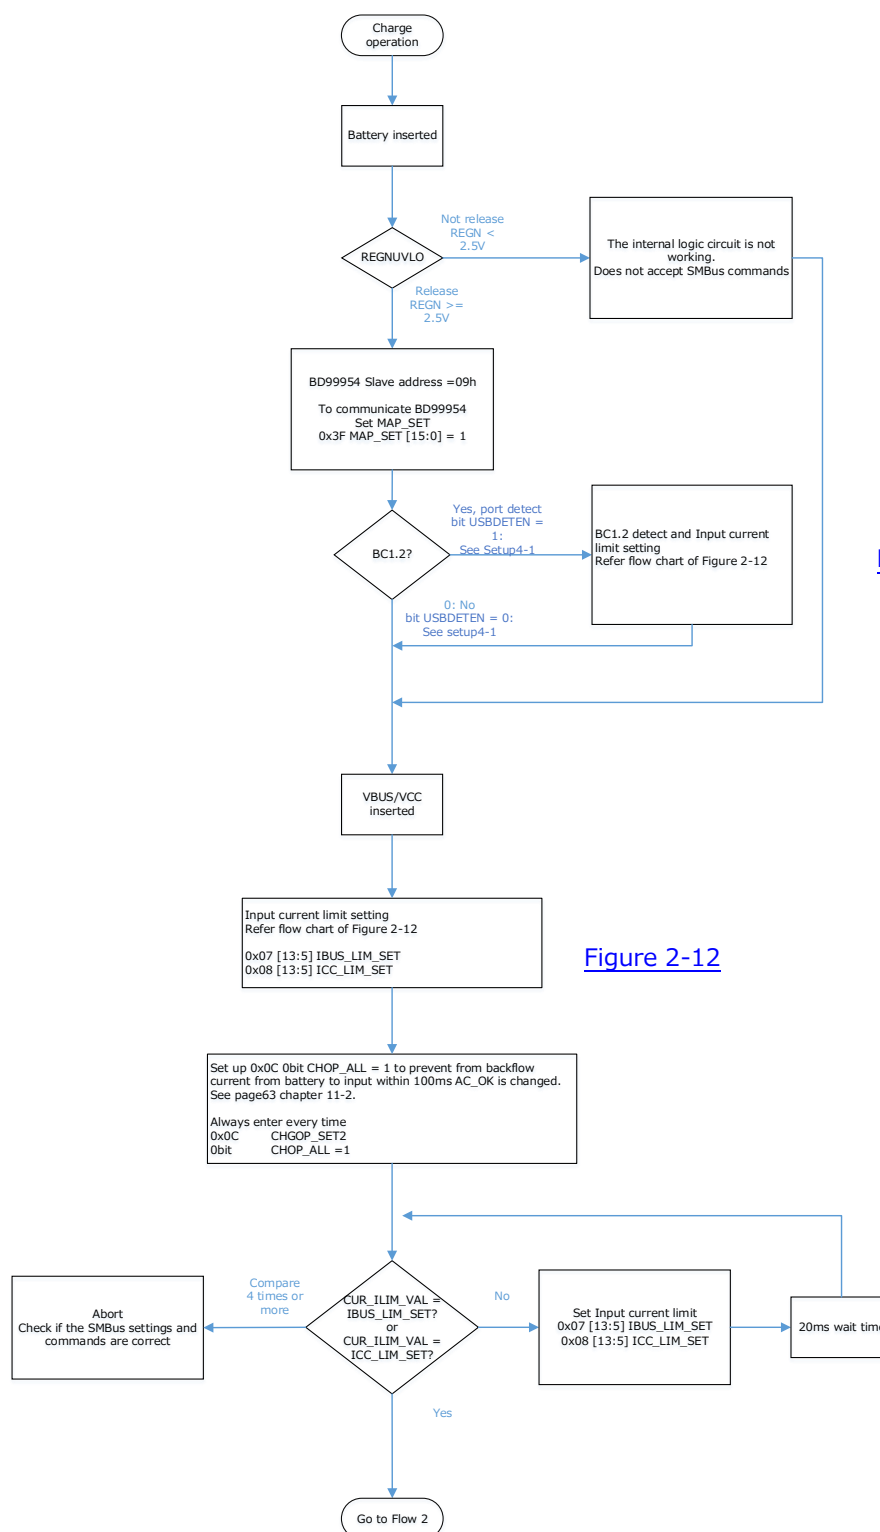 Charge
operation
Battery inserted
Not release
REGN <
2.5V
REGNUVLO
The internal logic circuit is not
working.
Does not accept SMBus commands
Release
REGN >=
2.5V
BD99954 Slave address =09h
To communicate BD99954
Set MAP_SET
0x3F MAP_SET [15:0] = 1
Yes, port detect
bit USBDETEN =
1:
See Setup4-1
BC1.2?
BC1.2 detect and Input current
limit setting
Refer flow chart of Figure 2-12
0: No
bit USBDETEN = 0:
See setup4-1
VBUS/VCC
inserted
Input current limit setting
Refer flow chart of Figure 2-12
0x07 [13:5] IBUS_LIM_SET
0x08 [13:5] ICC_LIM_SET
Figure 2-12
Set up 0x0C 0bit CHOP_ALL = 1 to prevent from backflow
current from battery to input within 100ms AC_OK is changed.
See page63 chapter 11-2.
Always enter every time
0x0C CHGOP_SET2
0bit CHOP_ALL =1
Abort
Check if the SMBus settings and
commands are correct
Compare
4 times or
more
CUR_ILIM_VAL =
IBUS_LIM_SET?
or
CUR_ILIM_VAL =
ICC_LIM_SET?
No
Set Input current limit
0x07 [13:5] IBUS_LIM_SET
0x08 [13:5] ICC_LIM_SET
20ms wait time
Yes
Go to Flow 2